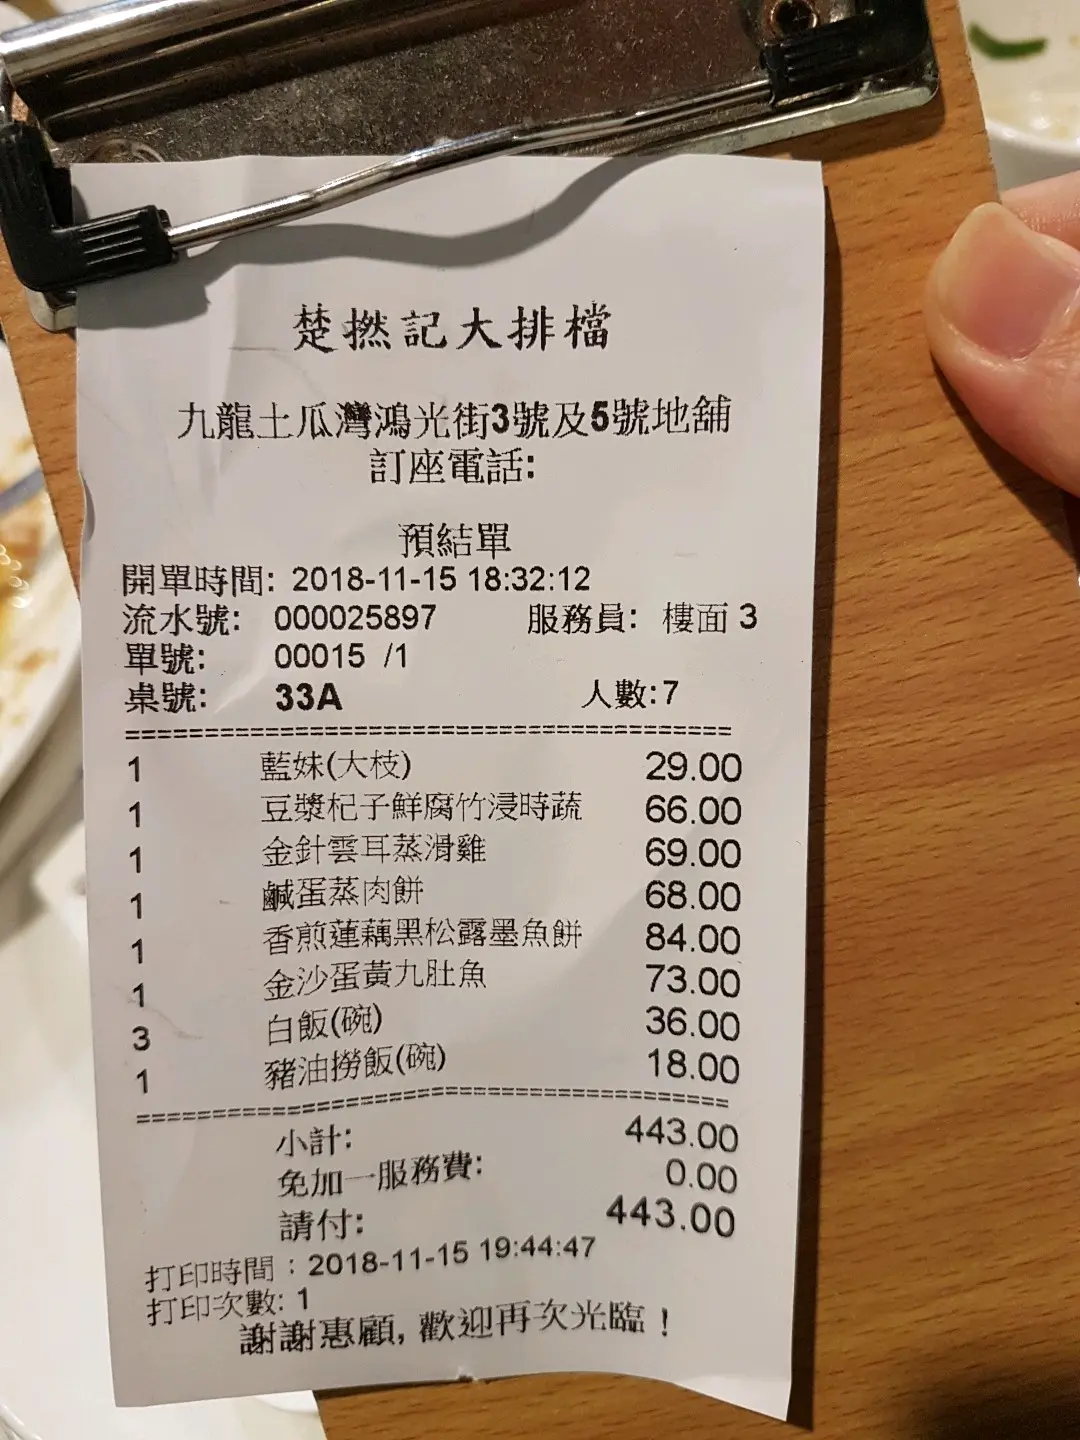 楚撚記大排檔
九龍土瓜灣鴻光街3號及5號地舖
訂座電話:
預結單
開單時間: 2018-11-15 18:32:12
流水號: 000025897 服務員: 樓面 3
單號: 00015 /1
桌號: 33A 人數:7
========================================
1 藍妹(大枝) 29.00
1 豆漿杞子鮮腐竹浸時蔬 66.00
1 金針雲耳蒸滑雞 69.00
1 鹹蛋蒸肉餅 68.00
1 香煎蓮藕黑松露墨魚餅 84.00
1 金沙蛋黃九肚魚 73.00
3 白飯(碗) 36.00
1 豬油撈飯(碗) 18.00
========================================
小計: 443.00
免加一服務費: 0.00
請付: 443.00
打印時間：2018-11-15 19:44:47
打印次數: 1
謝謝惠顧, 歡迎再次光臨！